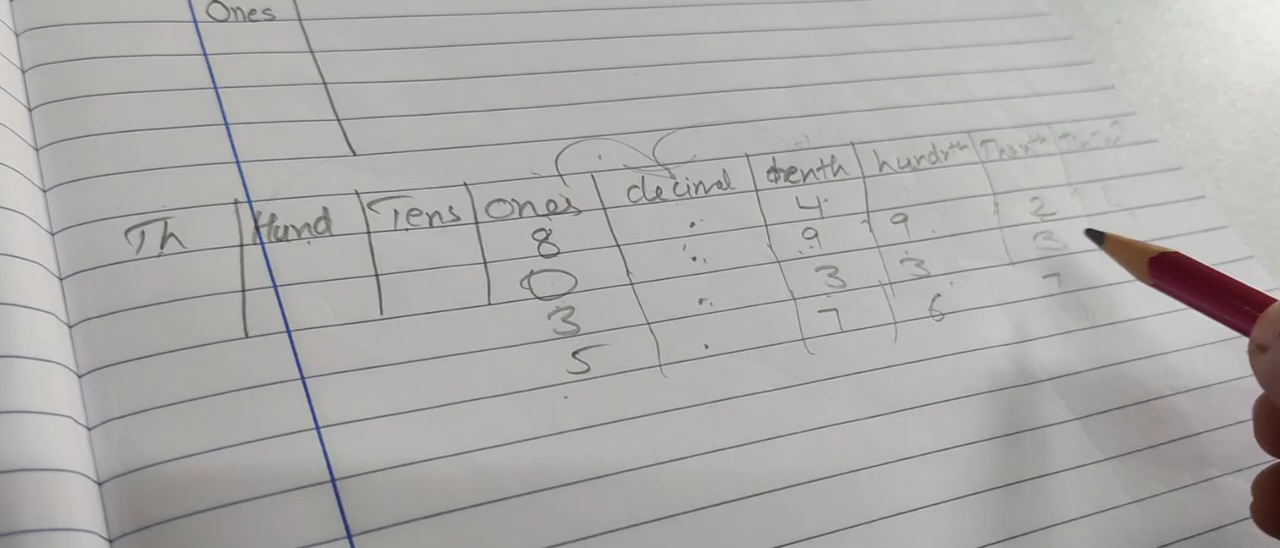 Ones
Th Hund Tens Ones decimal tenth hundrth Thaonth
8 . 4 9 2
0 . 9 3 3
3 . 3 6 7
5 . 7